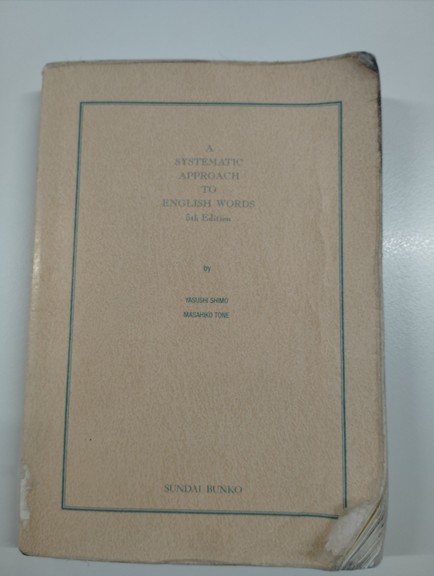 A
SYSTEMATIC
APPROACH
TO
ENGLISH WORDS
5th Edition
by
YASUSHI SHIMO
MASAHIKO TONE
SUNDAI BUNKO